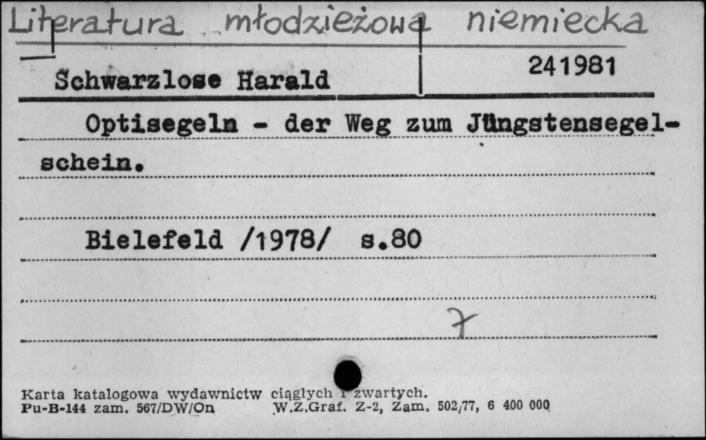 Literatura młodzieżowa niemiecka
Schwarzlose Harald
241981
Optisegeln - der Weg zum Jüngstensegel-
schein.
Bielefeld /1978/ s.80
7
Karta katalogowa wydawnictw ciągłych i zwartych.
Pu-B-144 zam. 567/DW/On W.Z.Graf. Z-2, Zam. 502/77, 6 400 000